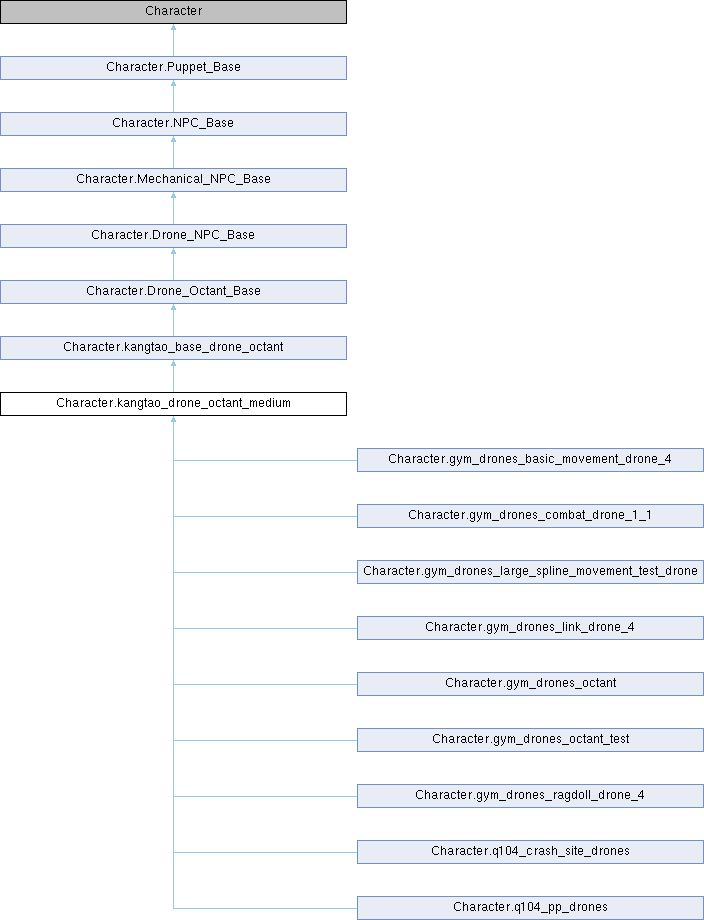 Character
Character.Puppet_Base
Character.NPC_Base
Character.Mechanical_NPC_Base
Character.Drone_NPC_Base
Character.Drone_Octant_Base
Character.kangtao_base_drone_octant
Character.kangtao_drone_octant_medium
Character.gym_drones_basic_movement_drone_4
Character.gym_drones_combat_drone_1_1
Character.gym_drones_large_spline_movement_test_drone
Character.gym_drones_link_drone_4
Character.gym_drones_octant
Character.gym_drones_octant_test
Character.gym_drones_ragdoll_drone_4
Character.q104_crash_site_drones
Character.q104_pp_drones